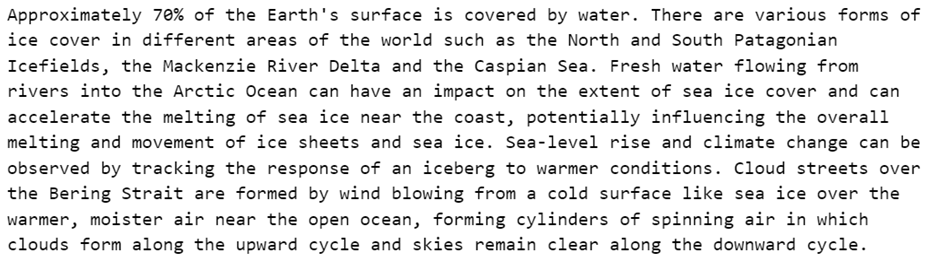 Approximately 70% of the Earth's surface is covered by water. There are various forms of
ice cover in different areas of the world such as the North and South Patagonian
Icefields, the Mackenzie River Delta and the Caspian Sea. Fresh water flowing from
rivers into the Arctic Ocean can have an impact on the extent of sea ice cover and can
accelerate the melting of sea ice near the coast, potentially influencing the overall
melting and movement of ice sheets and sea ice. Sea-level rise and climate change can be
observed by tracking the response of an iceberg to warmer conditions. Cloud streets over
the Bering Strait are formed by wind blowing from a cold surface like sea ice over the
warmer, moister air near the open ocean, forming cylinders of spinning air in which
clouds form along the upward cycle and skies remain clear along the downward cycle.